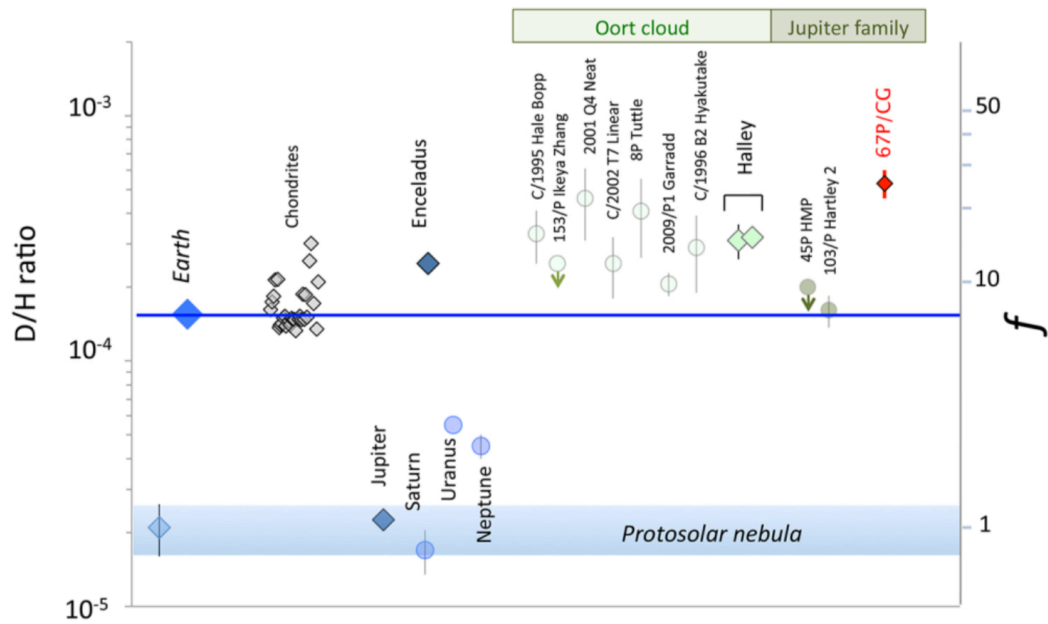 Oort cloud
Jupiter family
D/H ratio
10-3
10-4
10-5
Earth
Chondrites
Enceladus
Jupiter
Saturn
Uranus
Neptune
C/1995 Hale Bopp
153/P Ikeya Zhang
2001 Q4 Neat
C/2002 T7 Linear
8P Tuttle
2009/P1 Garradd
C/1996 B2 Hyakutake
Halley
45P HMP
103/P Hartley 2
67P/CG
Protosolar nebula
50
10
1
f